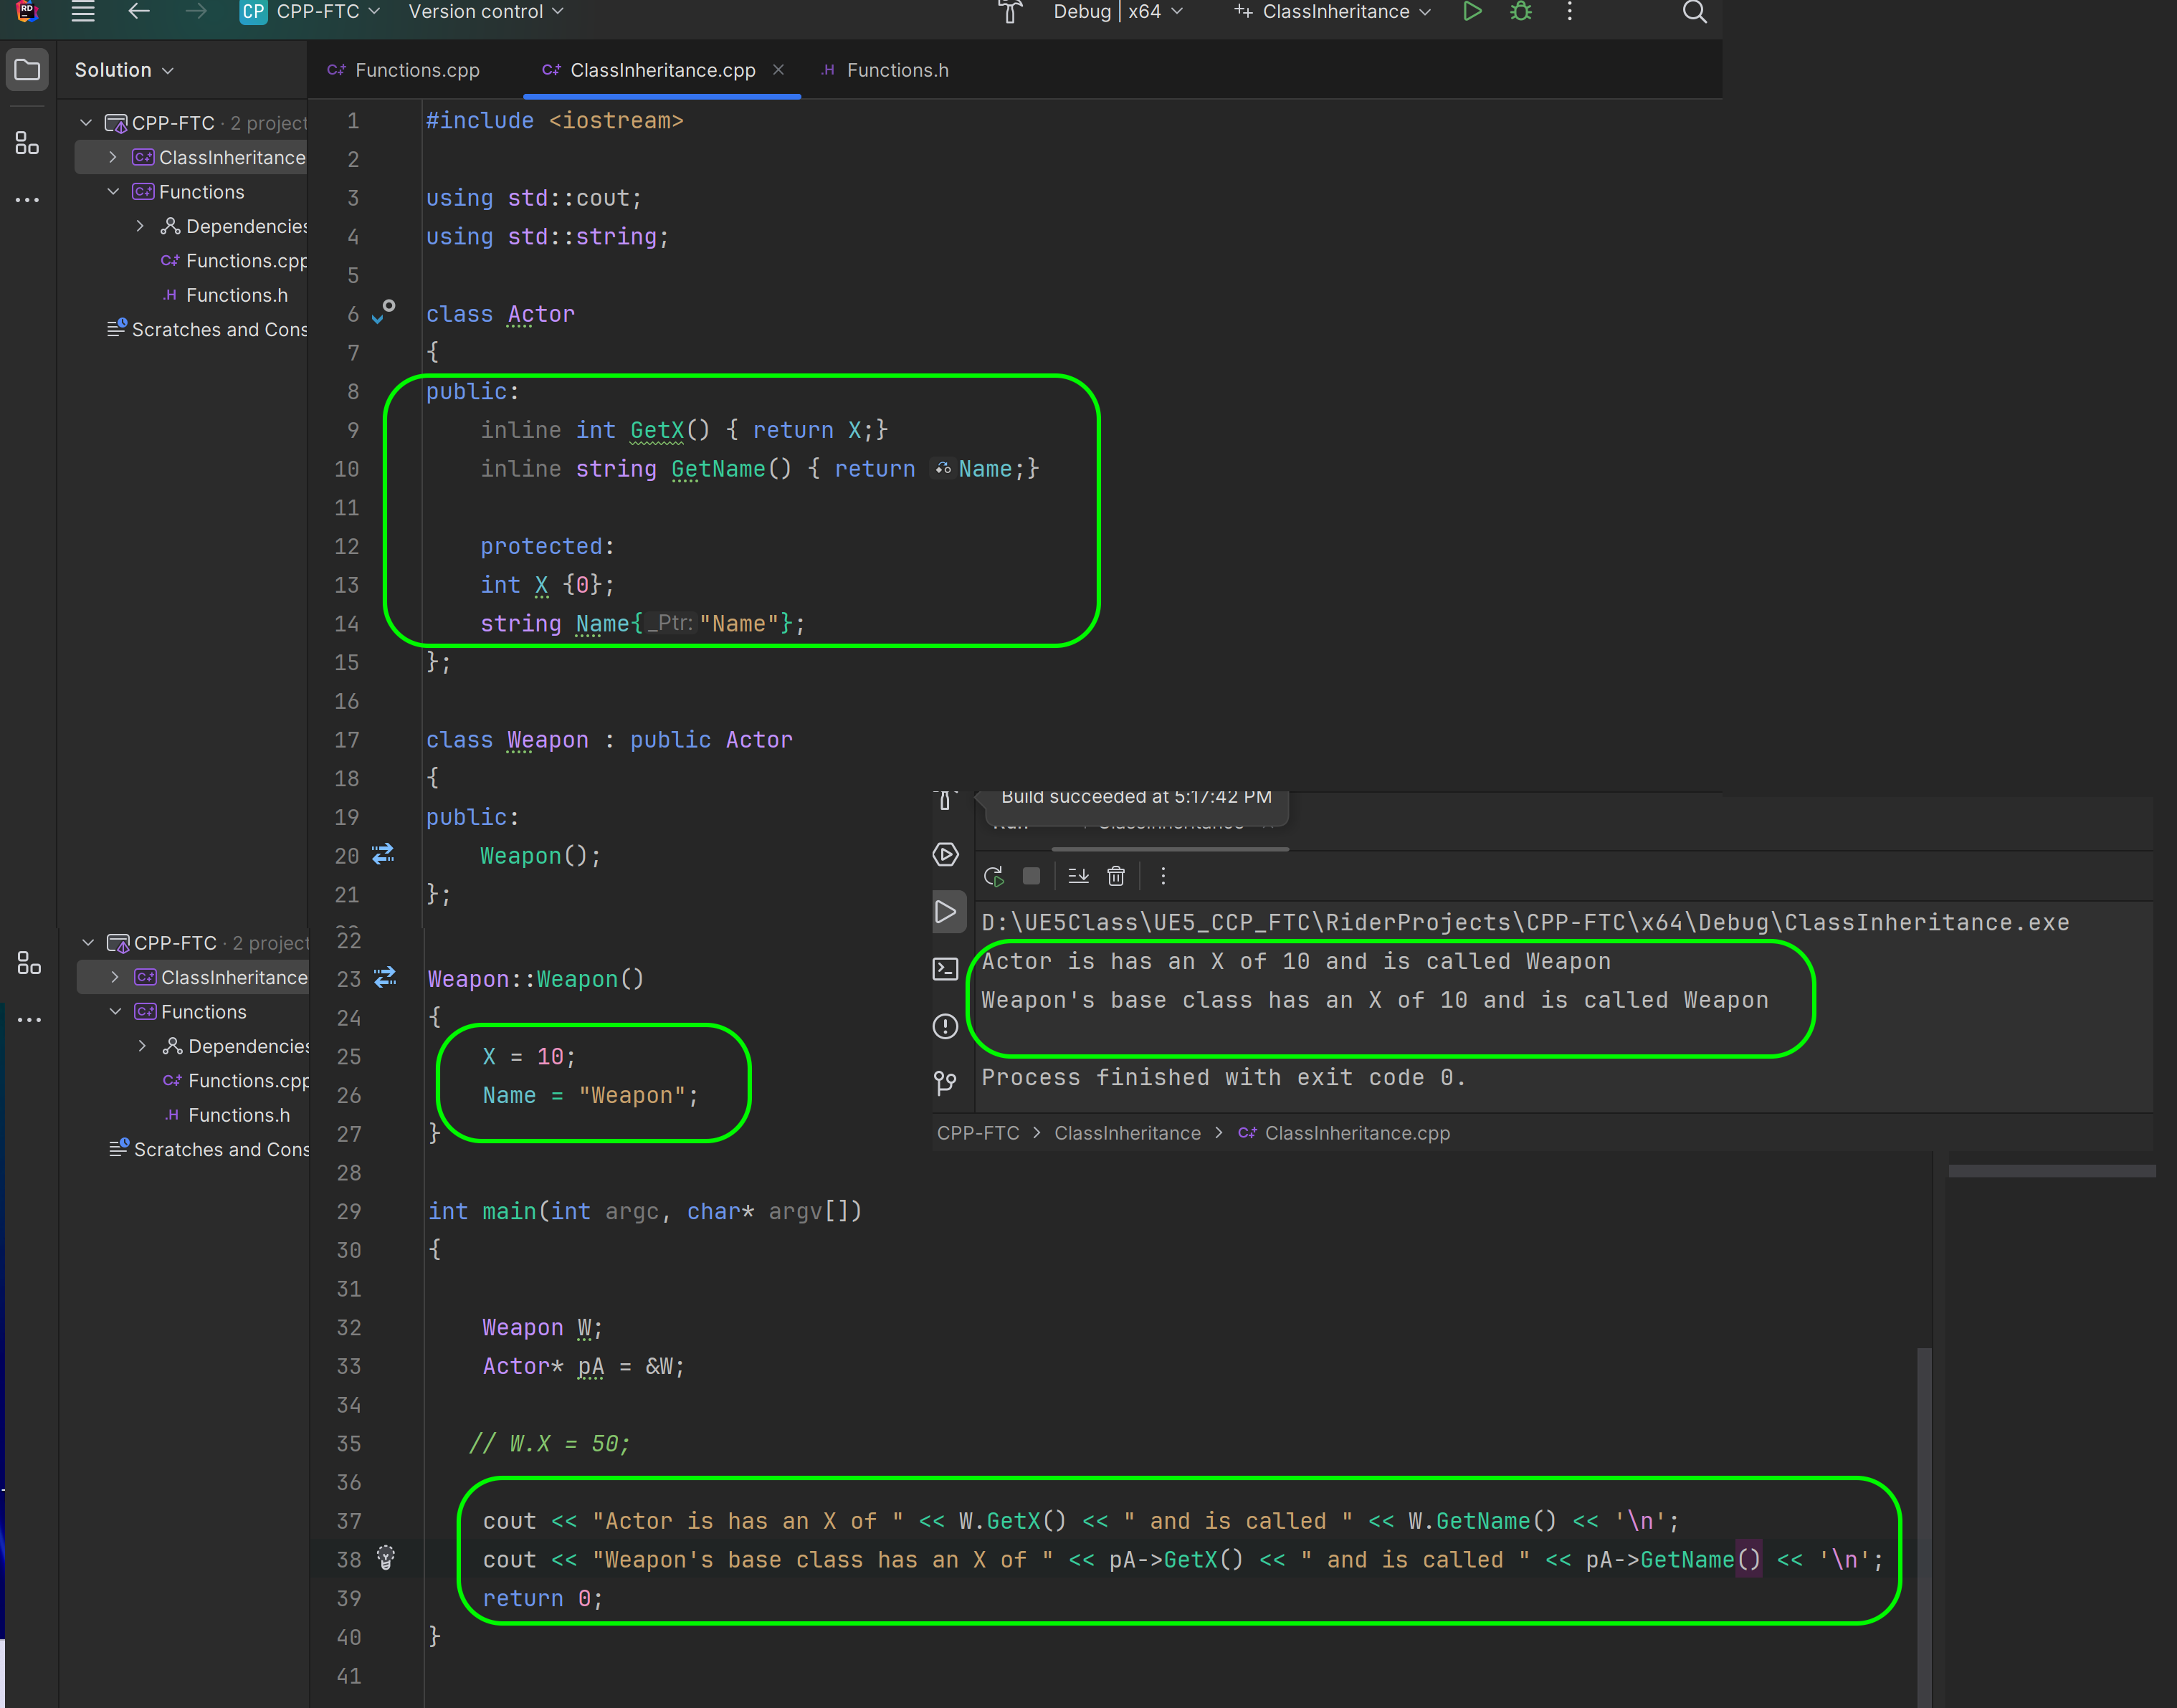 RD CP CPP-FTC Version control Debug | x64 ClassInheritance
Solution
Functions.cpp ClassInheritance.cpp Functions.h
CPP-FTC · 2 project
ClassInheritance
Functions
Dependencies
Functions.cpp
Functions.h
Scratches and Cons
1 #include <iostream>
2
3 using std::cout;
4 using std::string;
5
6 class Actor
7 {
8 public:
9 inline int GetX() { return X;}
10 inline string GetName() { return Name;}
11
12 protected:
13 int X {0};
14 string Name{_Ptr: "Name"};
15 };
16
17 class Weapon : public Actor
18 {
19 public:
20 Weapon();
21 };
22
23 Weapon::Weapon()
24 {
25 X = 10;
26 Name = "Weapon";
27 }
28
29 int main(int argc, char* argv[])
30 {
31
32 Weapon W;
33 Actor* pA = &W;
34
35 // W.X = 50;
36
37 cout << "Actor is has an X of " << W.GetX() << " and is called " << W.GetName() << '\n';
38 cout << "Weapon's base class has an X of " << pA->GetX() << " and is called " << pA->GetName() << '\n';
39 return 0;
40 }
41
CPP-FTC · 2 project
ClassInheritance
Functions
Dependencies
Functions.cpp
Functions.h
Scratches and Cons
Build succeeded at 5:17:42 PM
D:\UE5Class\UE5_CCP_FTC\RiderProjects\CPP-FTC\x64\Debug\ClassInheritance.exe
Actor is has an X of 10 and is called Weapon
Weapon's base class has an X of 10 and is called Weapon
Process finished with exit code 0.
CPP-FTC > ClassInheritance > ClassInheritance.cpp